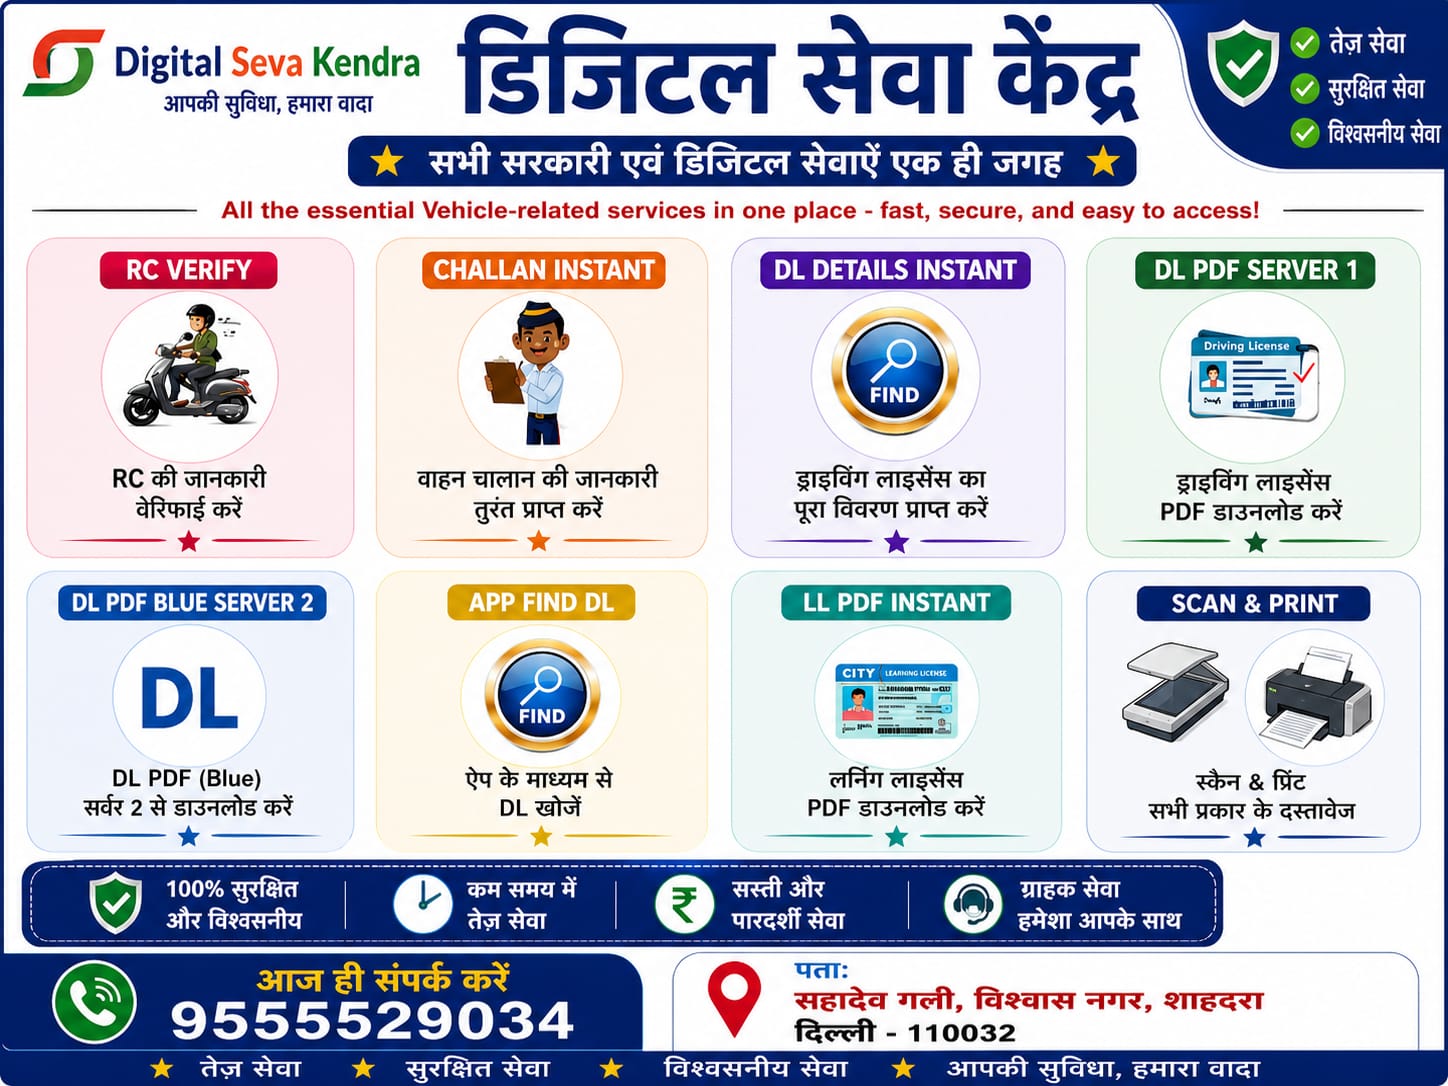 Digital Seva Kendra
आपकी सुविधा, हमारा वादा
डिजिटल सेवा केंद्र
तेज़ सेवा
सुरक्षित सेवा
विश्वसनीय सेवा
सभी सरकारी एवं डिजिटल सेवाऐं एक ही जगह
All the essential Vehicle-related services in one place - fast, secure, and easy to access!
RC VERIFY
RC की जानकारी
वेरिफाई करें
CHALLAN INSTANT
वाहन चालान की जानकारी
तुरंत प्राप्त करें
DL DETAILS INSTANT
FIND
ड्राइविंग लाइसेंस का
पूरा विवरण प्राप्त करें
DL PDF SERVER 1
Driving License
ड्राइविंग लाइसेंस
PDF डाउनलोड करें
DL PDF BLUE SERVER 2
DL
DL PDF (Blue)
सर्वर 2 से डाउनलोड करें
APP FIND DL
FIND
ऐप के माध्यम से
DL खोजें
LL PDF INSTANT
CITY LEARNING LICENSE
लर्निग लाइसेंस
PDF डाउनलोड करें
SCAN & PRINT
स्कैन & प्रिंट
सभी प्रकार के दस्तावेज
100% सुरक्षित
और विश्वसनीय
कम समय में
तेज़ सेवा
सस्ती और
पारदर्शी सेवा
ग्राहक सेवा
हमेशा आपके साथ
आज ही संपर्क करें
9555529034
पता:
सहादेव गली, विश्वास नगर, शाहदरा
दिल्ली - 110032
तेज़ सेवा
सुरक्षित सेवा
विश्वसनीय सेवा
आपकी सुविधा, हमारा वादा